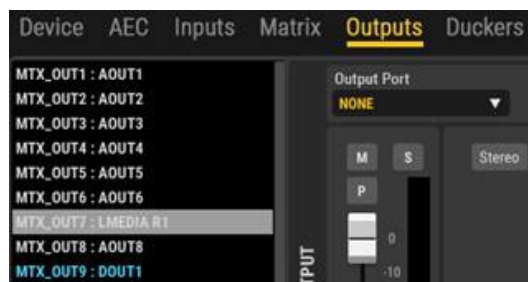 Device AEC Inputs Matrix Outputs Duckers
MTX_OUT1 : AOUT1
MTX_OUT2 : AOUT2
MTX_OUT3 : AOUT3
MTX_OUT4 : AOUT4
MTX_OUT5 : AOUT5
MTX_OUT6 : AOUT6
MTX_OUT7 : LMEDIA R1
MTX_OUT8 : AOUT8
MTX_OUT9 : DOUT1
Output Port
NONE
M S Stereo
P
0
-10